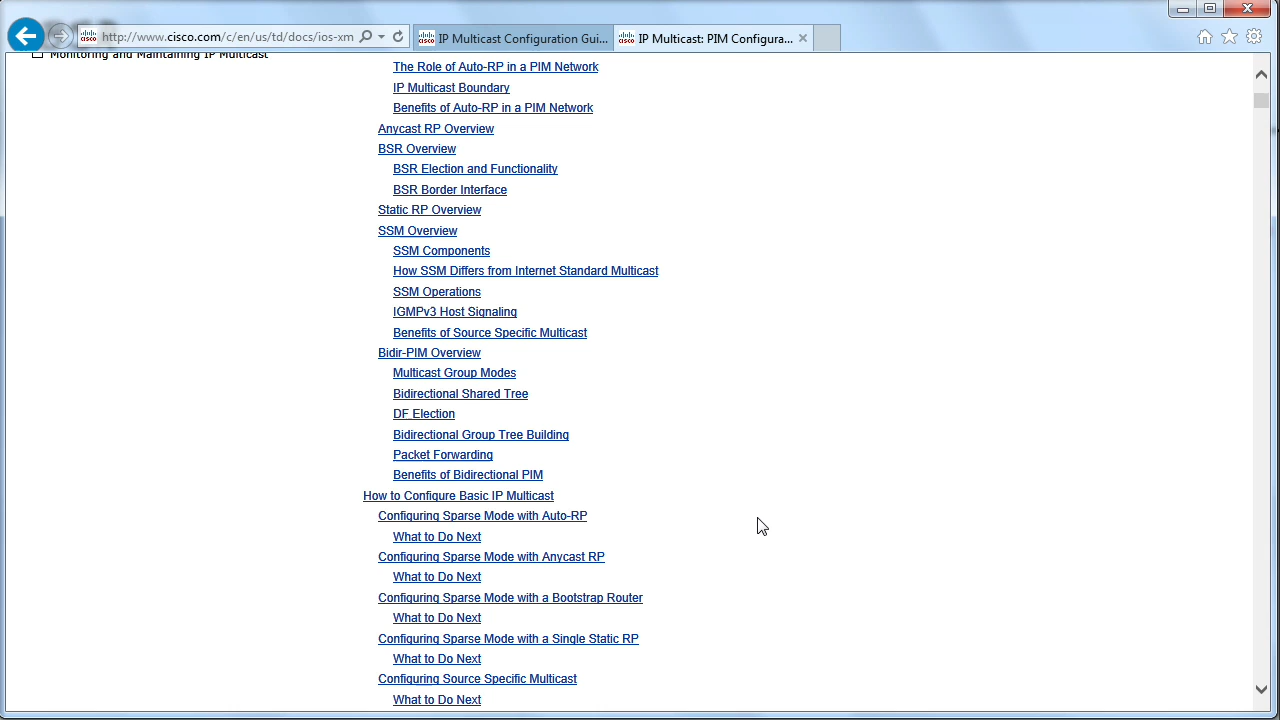 http://www.cisco.com/c/en/us/td/docs/ios-xm
IP Multicast Configuration Gui...
IP Multicast: PIM Configura...
Monitoring and Maintaining IP Multicast
The Role of Auto-RP in a PIM Network
IP Multicast Boundary
Benefits of Auto-RP in a PIM Network
Anycast RP Overview
BSR Overview
BSR Election and Functionality
BSR Border Interface
Static RP Overview
SSM Overview
SSM Components
How SSM Differs from Internet Standard Multicast
SSM Operations
IGMPv3 Host Signaling
Benefits of Source Specific Multicast
Bidir-PIM Overview
Multicast Group Modes
Bidirectional Shared Tree
DF Election
Bidirectional Group Tree Building
Packet Forwarding
Benefits of Bidirectional PIM
How to Configure Basic IP Multicast
Configuring Sparse Mode with Auto-RP
What to Do Next
Configuring Sparse Mode with Anycast RP
What to Do Next
Configuring Sparse Mode with a Bootstrap Router
What to Do Next
Configuring Sparse Mode with a Single Static RP
What to Do Next
Configuring Source Specific Multicast
What to Do Next